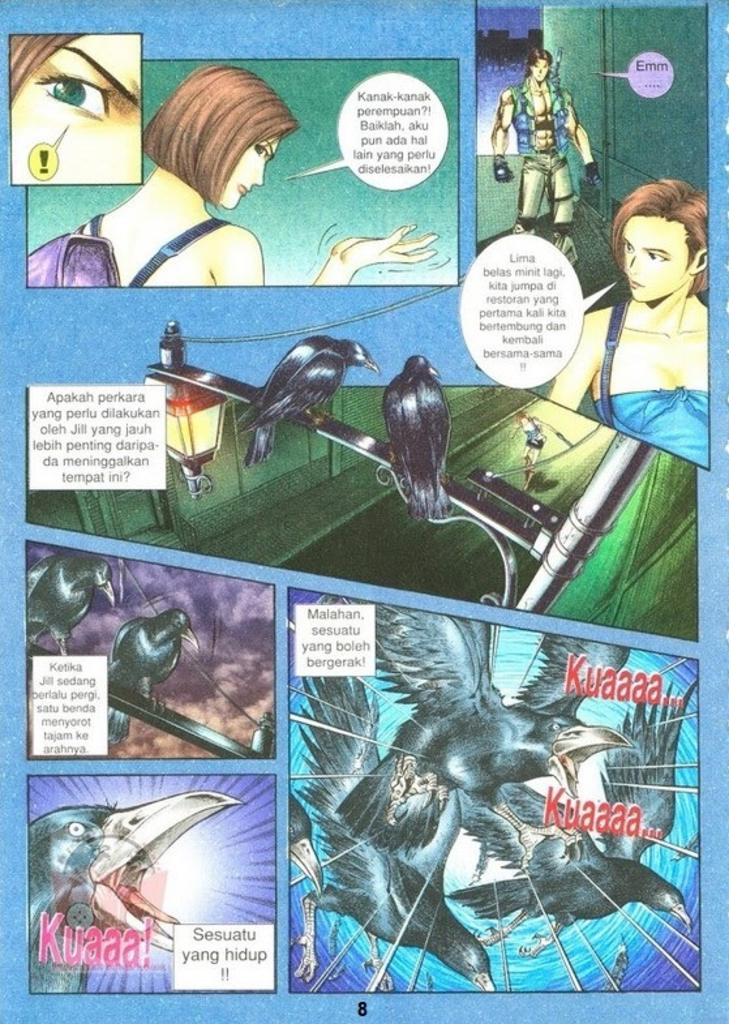 !
Kanak-kanak
perempuan?!
Baiklah, aku
pun ada hal
lain yang perlu
diselesaikan!
Emm
....
Lima
belas minit lagi,
kita jumpa di
restoran yang
pertama kali kita
bertembung dan
kembali
bersama-sama
!!
Apakah perkara
yang perlu dilakukan
oleh Jill yang jauh
lebih penting daripa-
da meninggalkan
tempat ini?
Ketika
Jill sedang
berlalu pergi,
satu benda
menyorot
tajam ke
arahnya.
Malahan,
sesuatu
yang boleh
bergerak!
Kuaaaa...
Kuaaaa...
Kuaaa!
Sesuatu
yang hidup
!!
8